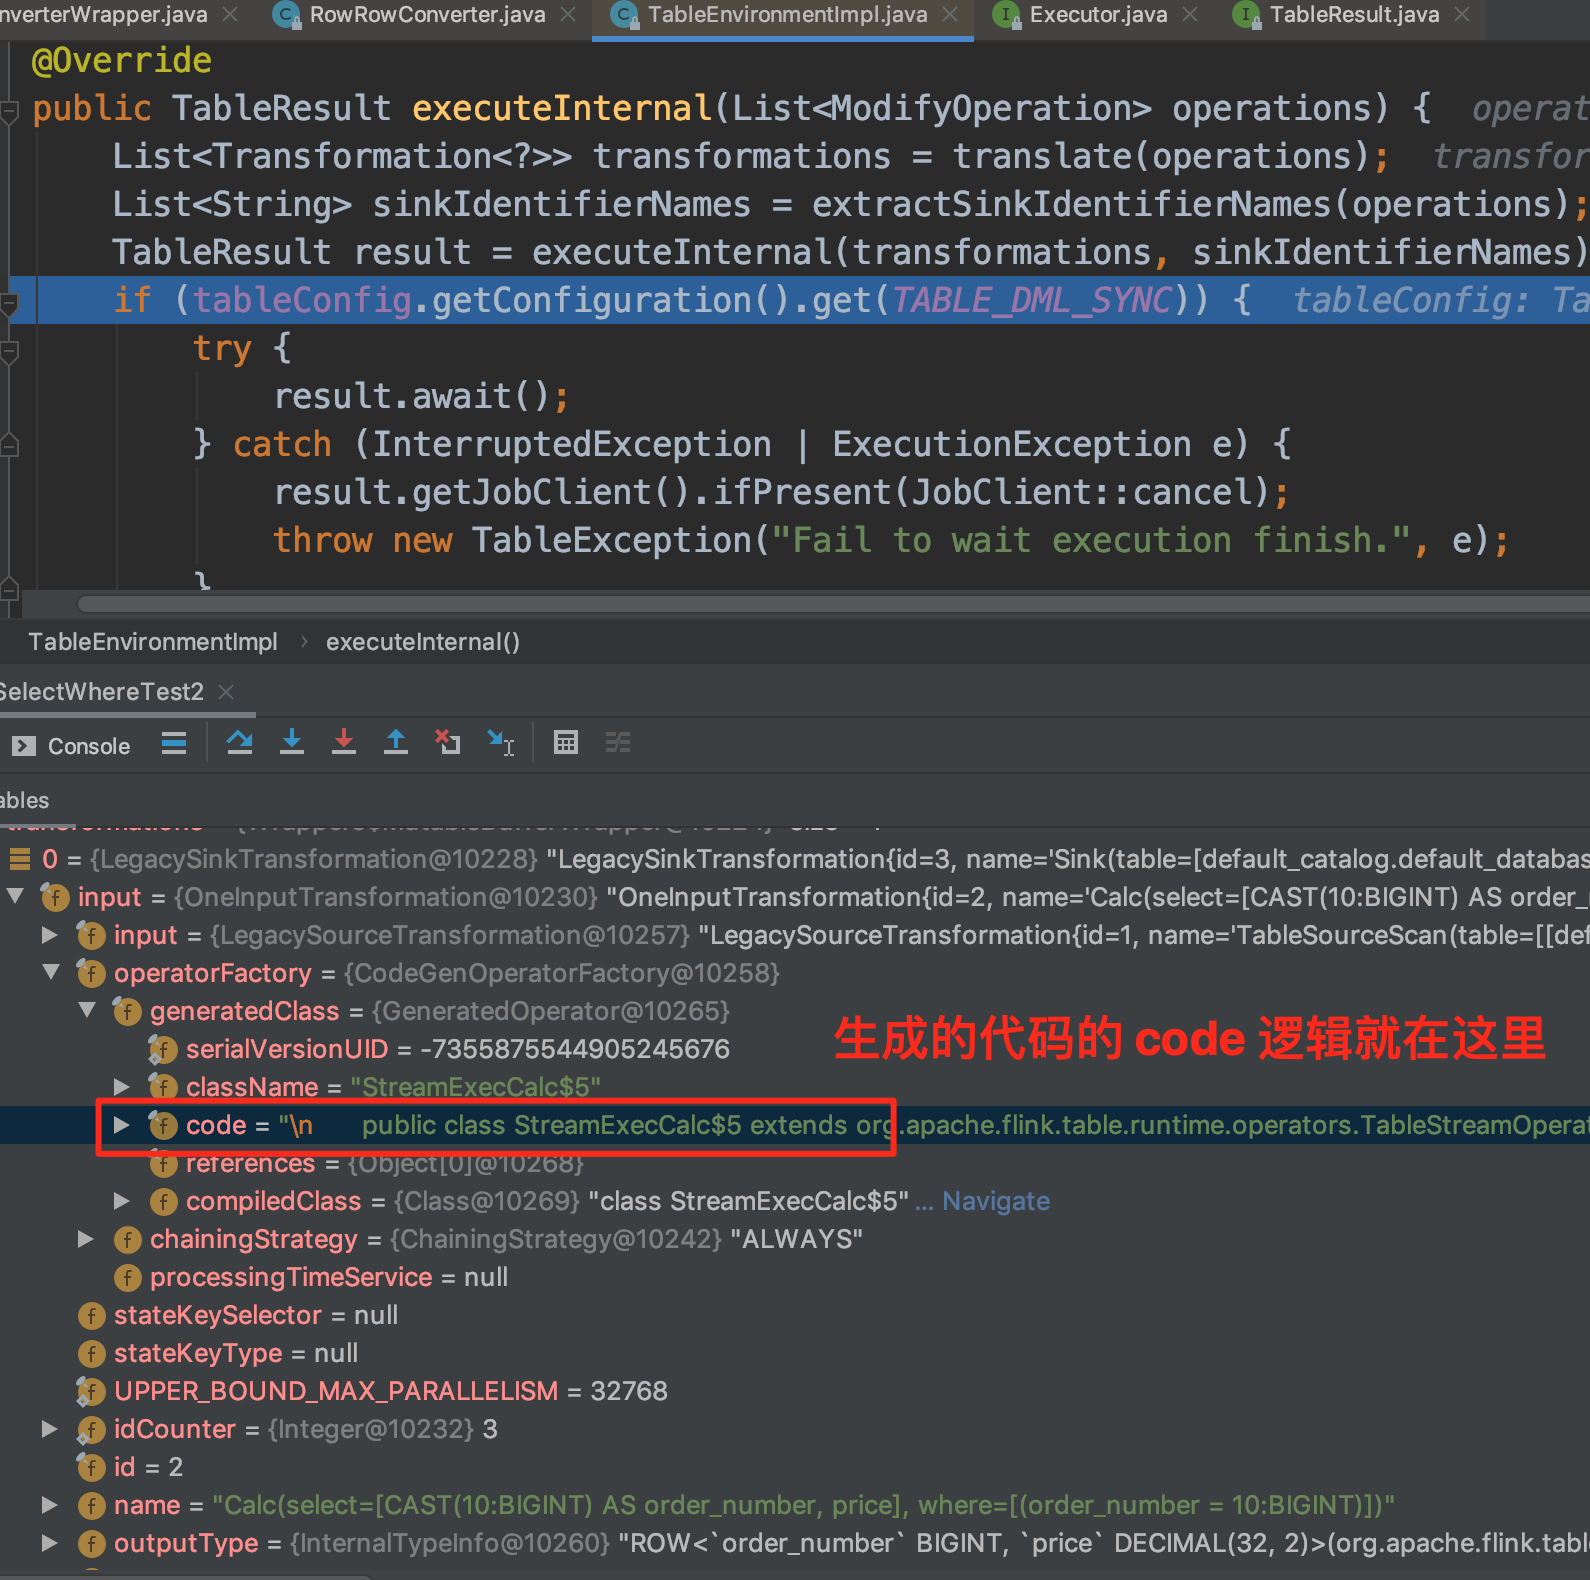 nverterWrapper.java RowRowConverter.java TableEnvironmentImpl.java Executor.java TableResult.java
@Override
public TableResult executeInternal(List<ModifyOperation> operations) { operat
List<Transformation<?>> transformations = translate(operations); transfor
List<String> sinkIdentifierNames = extractSinkIdentifierNames(operations);
TableResult result = executeInternal(transformations, sinkIdentifierNames)
if (tableConfig.getConfiguration().get(TABLE_DML_SYNC)) { tableConfig: Ta
try {
result.await();
} catch (InterruptedException | ExecutionException e) {
result.getJobClient().ifPresent(JobClient::cancel);
throw new TableException("Fail to wait execution finish.", e);
}
TableEnvironmentImpl › executeInternal()
SelectWhereTest2
Console
ables
0 = {LegacySinkTransformation@10228} "LegacySinkTransformation{id=3, name='Sink(table=[default_catalog.default_databas
input = {OneInputTransformation@10230} "OneInputTransformation{id=2, name='Calc(select=[CAST(10:BIGINT) AS order_
input = {LegacySourceTransformation@10257} "LegacySourceTransformation{id=1, name='TableSourceScan(table=[[def
operatorFactory = {CodeGenOperatorFactory@10258}
generatedClass = {GeneratedOperator@10265}
生成的代码的 code 逻辑就在这里
serialVersionUID = -7355875544905245676
className = "StreamExecCalc$5"
code = "\n public class StreamExecCalc$5 extends org.apache.flink.table.runtime.operators.TableStreamOperat
references = {Object[0]@10268}
compiledClass = {Class@10269} "class StreamExecCalc$5" ... Navigate
chainingStrategy = {ChainingStrategy@10242} "ALWAYS"
processingTimeService = null
stateKeySelector = null
stateKeyType = null
UPPER_BOUND_MAX_PARALLELISM = 32768
idCounter = {Integer@10232} 3
id = 2
name = "Calc(select=[CAST(10:BIGINT) AS order_number, price], where=[(order_number = 10:BIGINT)])"
outputType = {InternalTypeInfo@10260} "ROW<`order_number` BIGINT, `price` DECIMAL(32, 2)>(org.apache.flink.tabl